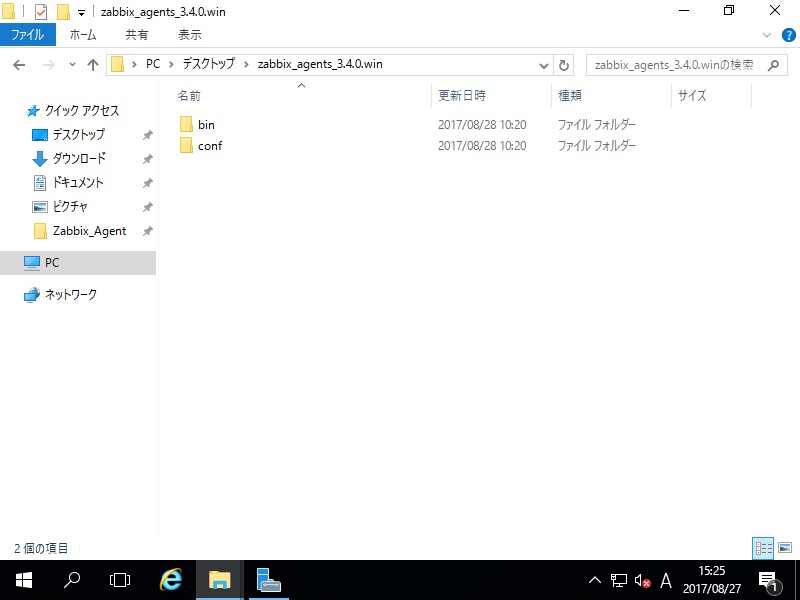 zabbix_agents_3.4.0.win
ファイル ホーム 共有 表示
PC デスクトップ zabbix_agents_3.4.0.win zabbix_agents_3.4.0.winの検索
名前 更新日時 種類 サイズ
クイック アクセス
デスクトップ
ダウンロード
ドキュメント
ピクチャ
Zabbix_Agent
PC
ネットワーク
bin 2017/08/28 10:20 ファイル フォルダー
conf 2017/08/28 10:20 ファイル フォルダー
2 個の項目
A 15:25
2017/08/27
1